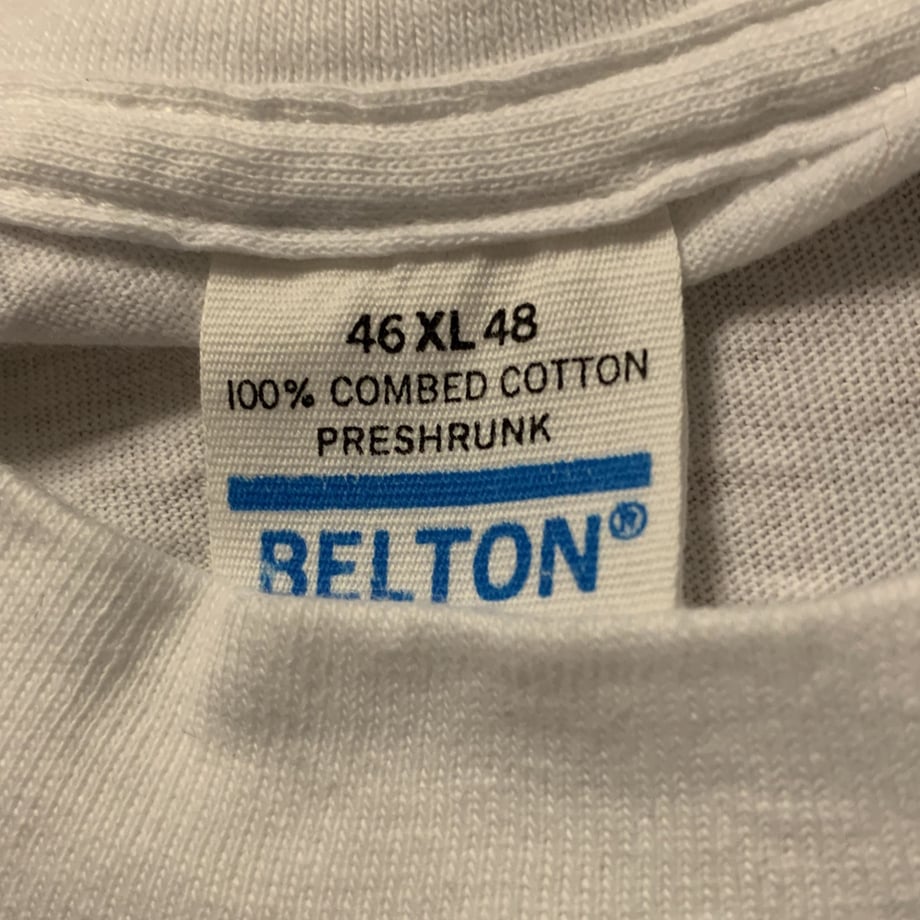 46 XL 48
100% COMBED COTTON
PRESHRUNK
BELTON®